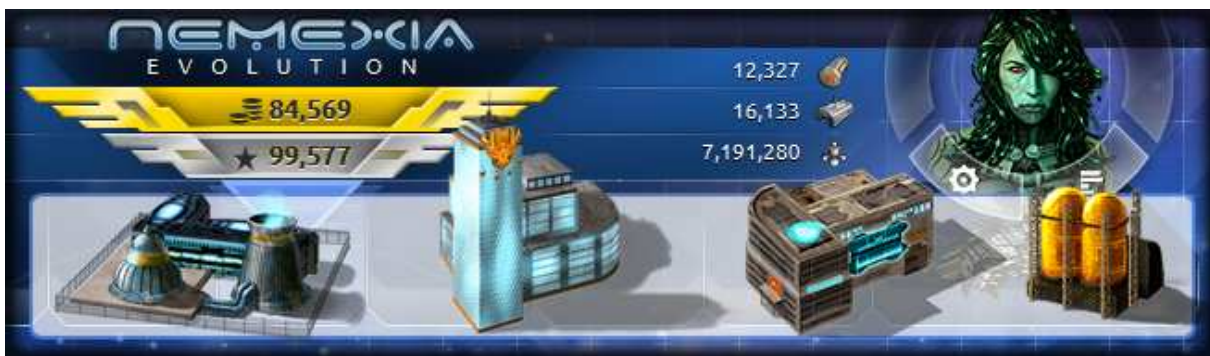 NEMEXIA
EVOLUTION
84,569
99,577
12,327
16,133
7,191,280